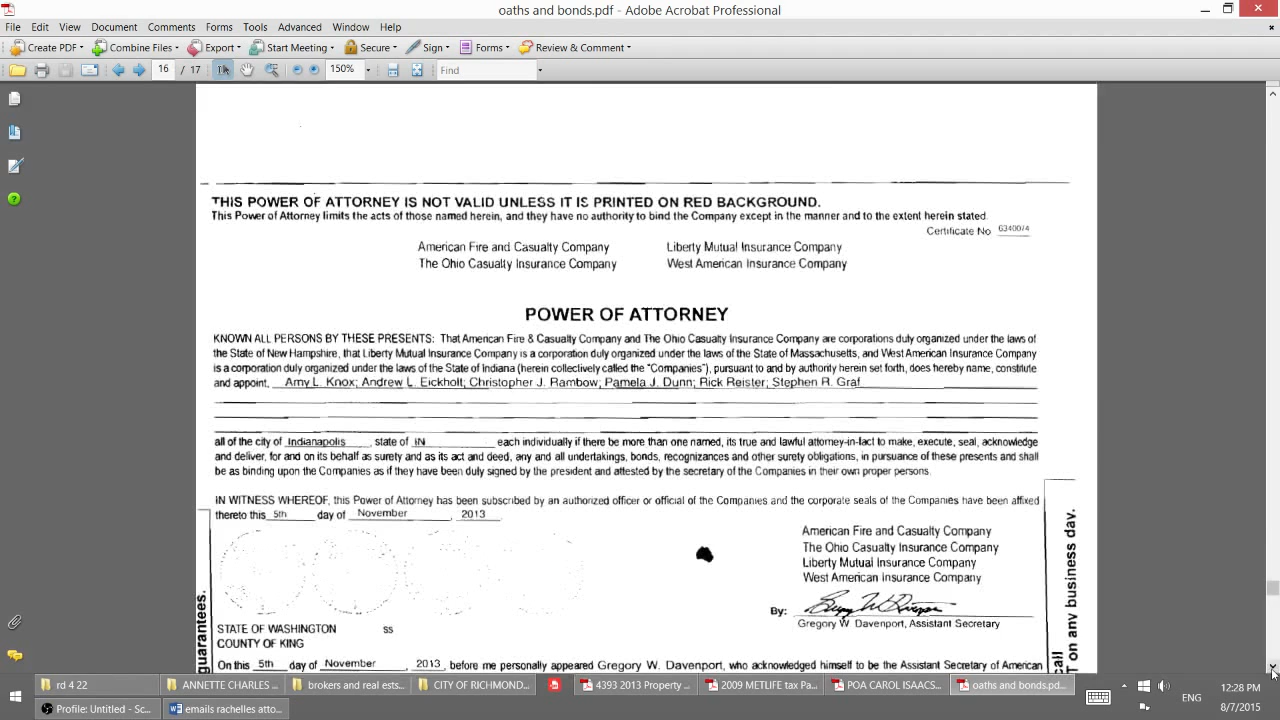 oaths and bonds.pdf - Adobe Acrobat Professional
File Edit View Document Comments Forms Tools Advanced Window Help
Create PDF Combine Files Export Start Meeting Secure Sign Forms Review & Comment
16 / 17 150% Find
THIS POWER OF ATTORNEY IS NOT VALID UNLESS IT IS PRINTED ON RED BACKGROUND.
This Power of Attorney limits the acts of those named herein, and they have no authority to bind the Company except in the manner and to the extent herein stated.
Certificate No 6340074
American Fire and Casualty Company Liberty Mutual Insurance Company
The Ohio Casualty Insurance Company West American Insurance Company
POWER OF ATTORNEY
KNOWN ALL PERSONS BY THESE PRESENTS: That American Fire & Casualty Company and The Ohio Casualty Insurance Company are corporations duly organized under the laws of
the State of New Hampshire, that Liberty Mutual Insurance Company is a corporation duly organized under the laws of the State of Massachusetts, and West American Insurance Company
is a corporation duly organized under the laws of the State of Indiana (herein collectively called the "Companies"), pursuant to and by authority herein set forth, does hereby name, constitute
and appoint, Amy L. Knox; Andrew L. Eickholt; Christopher J. Rambow; Pamela J. Dunn; Rick Reister; Stephen R. Graf
all of the city of Indianapolis, state of IN each individually if there be more than one named, its true and lawful attorney-in-fact to make, execute, seal, acknowledge
and deliver, for and on its behalf as surety and as its act and deed, any and all undertakings, bonds, recognizances and other surety obligations, in pursuance of these presents and shall
be as binding upon the Companies as if they have been duly signed by the president and attested by the secretary of the Companies in their own proper persons.
IN WITNESS WHEREOF, this Power of Attorney has been subscribed by an authorized officer or official of the Companies and the corporate seals of the Companies have been affixed
thereto this 5th day of November, 2013.
American Fire and Casualty Company
The Ohio Casualty Insurance Company
Liberty Mutual Insurance Company
West American Insurance Company
By:
Gregory W. Davenport, Assistant Secretary
STATE OF WASHINGTON ss
COUNTY OF KING
On this 5th day of November, 2013, before me personally appeared Gregory W. Davenport, who acknowledged himself to be the Assistant Secretary of American
guarantees.
call
T on any business day.
rd 4 22 ANNETTE CHARLES ... brokers and real ests... CITY OF RICHMOND... 4393 2013 Property ... 2009 METLIFE tax Pa... POA CAROL ISAACS... oaths and bonds.pd...
Profile: Untitled - Sc... emails rachelles atto...
ENG
12:28 PM
8/7/2015